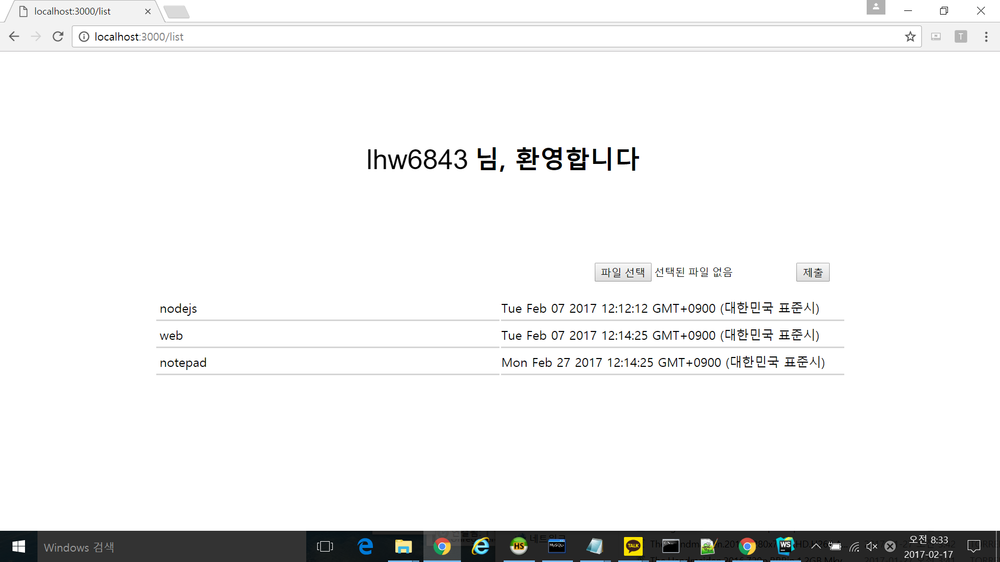 localhost:3000/list
localhost:3000/list
T
lhw6843 님, 환영합니다
파일 선택 선택된 파일 없음 제출
nodejs Tue Feb 07 2017 12:12:12 GMT+0900 (대한민국 표준시)
web Tue Feb 07 2017 12:14:25 GMT+0900 (대한민국 표준시)
notepad Mon Feb 27 2017 12:14:25 GMT+0900 (대한민국 표준시)
Windows 검색
HS
MySQL
TALK
WS
오전 8:33
2017-02-17